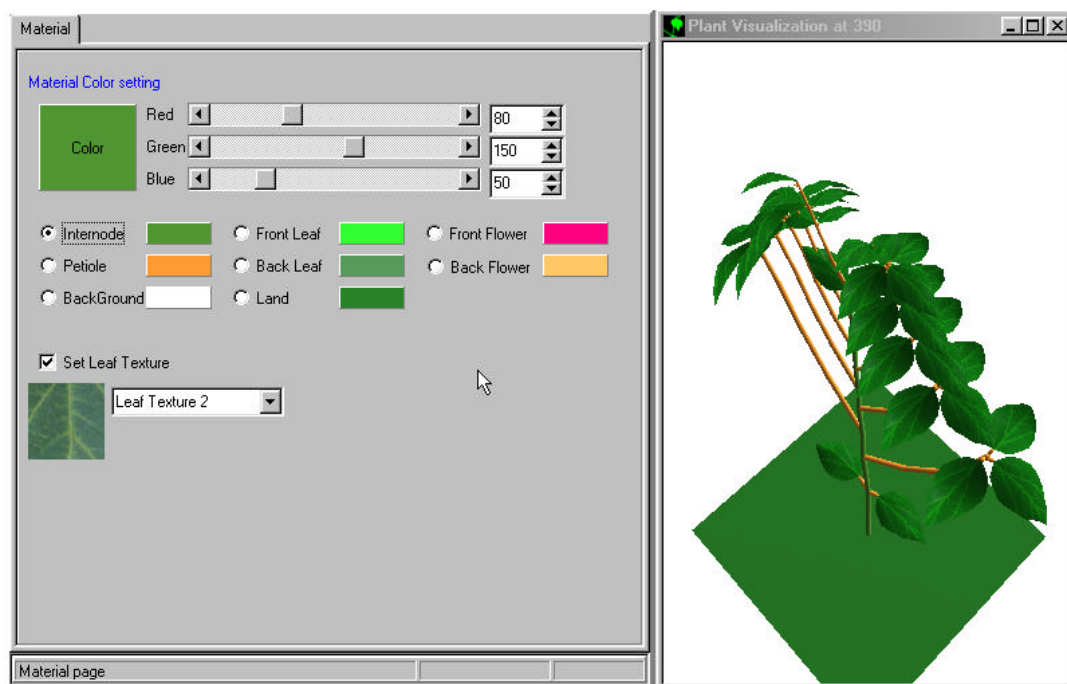 Material
Plant Visualization at 390
Material Color setting
Color
Red 80
Green 150
Blue 50
Internode Front Leaf Front Flower
Petiole Back Leaf Back Flower
BackGround Land
Set Leaf Texture
Leaf Texture 2
Material page